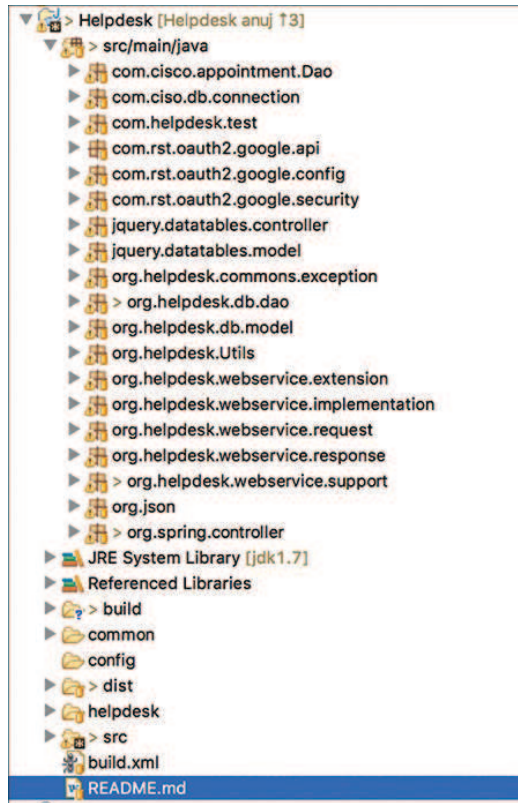 > Helpdesk [Helpdesk anuj ↑3]
> src/main/java
com.cisco.appointment.Dao
com.ciso.db.connection
com.helpdesk.test
com.rst.oauth2.google.api
com.rst.oauth2.google.config
com.rst.oauth2.google.security
jquery.datatables.controller
jquery.datatables.model
org.helpdesk.commons.exception
> org.helpdesk.db.dao
org.helpdesk.db.model
org.helpdesk.Utils
org.helpdesk.webservice.extension
org.helpdesk.webservice.implementation
org.helpdesk.webservice.request
org.helpdesk.webservice.response
> org.helpdesk.webservice.support
org.json
> org.spring.controller
JRE System Library [jdk1.7]
Referenced Libraries
> build
common
config
> dist
helpdesk
> src
build.xml
README.md